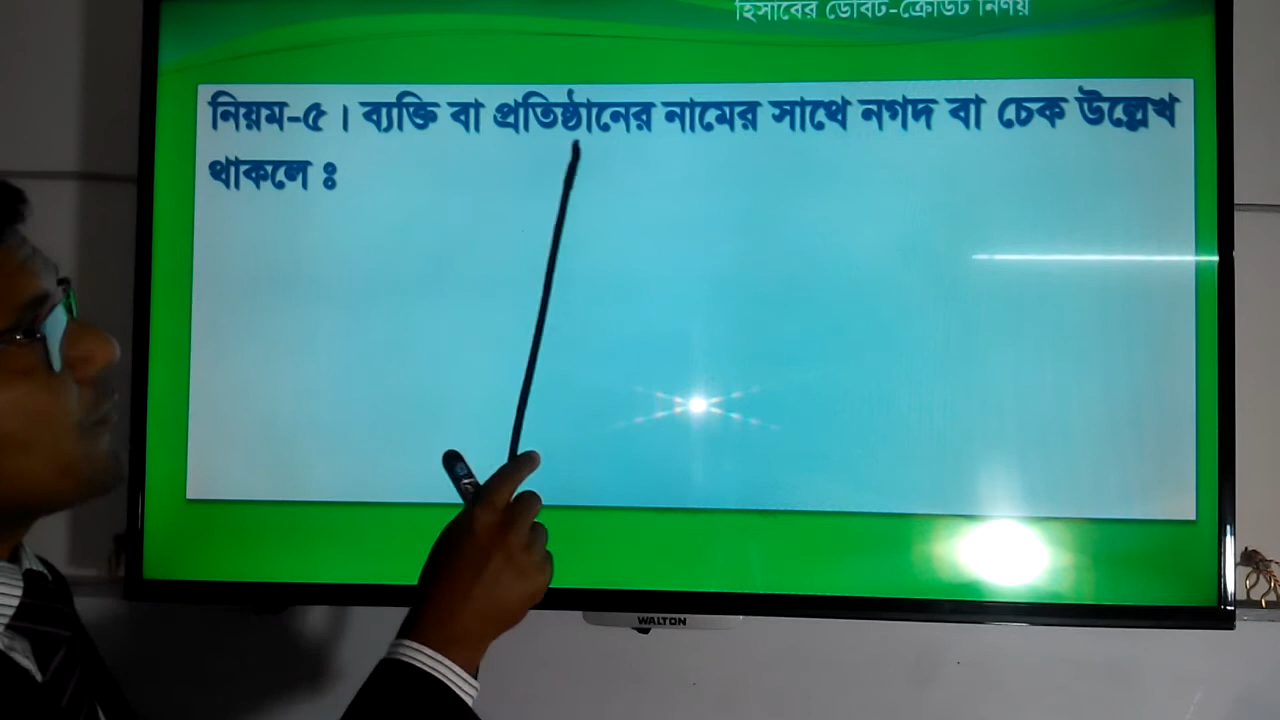 হিসাবের ডেবিট-ক্রেডিট নির্ণয়
নিয়ম-৫ । ব্যক্তি বা প্রতিষ্ঠানের নামের সাথে নগদ বা চেক উল্লেখ
থাকলে ঃ
WALTON